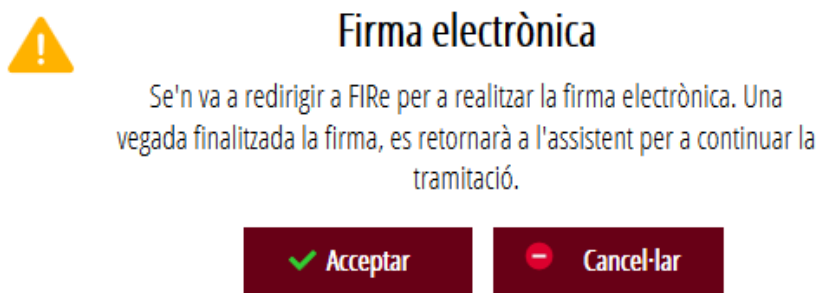 Firma electrònica
Se'n va a redirigir a FIRe per a realitzar la firma electrònica. Una
vegada finalitzada la firma, es retornarà a l'assistent per a continuar la
tramitació.
Acceptar
Cancel·lar